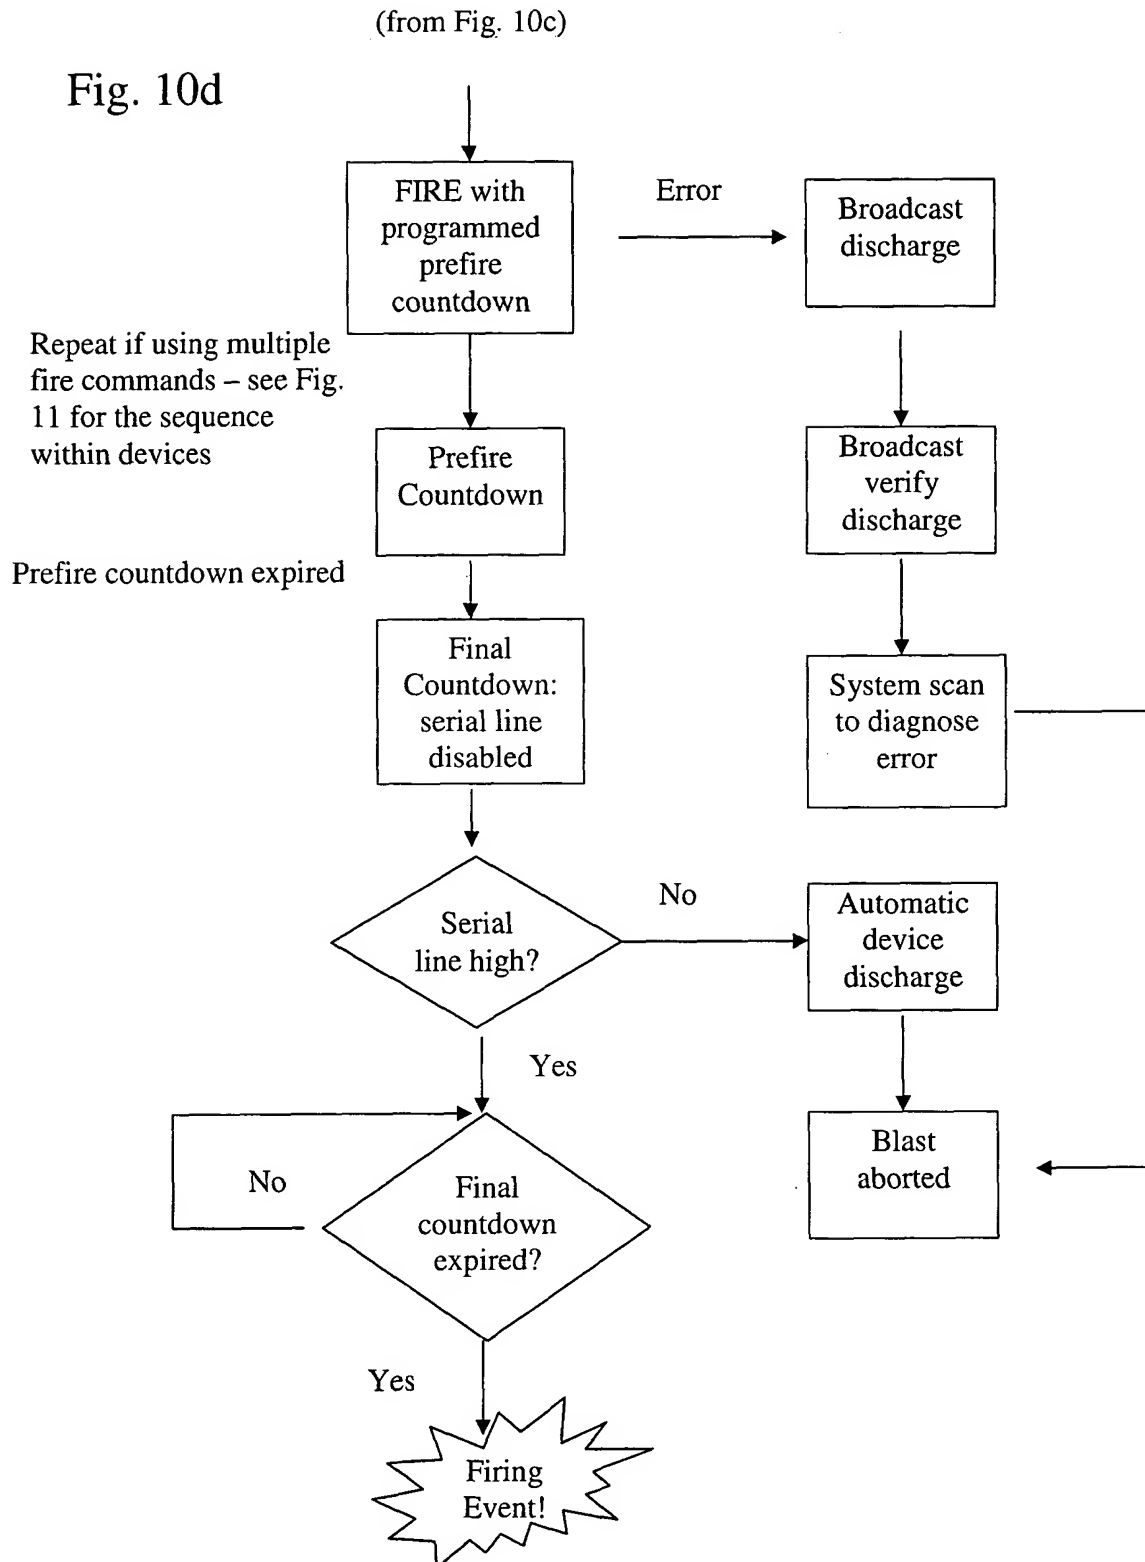 (from Fig. 10c)
Fig. 10d
FIRE with
programmed
prefire
countdown
Error
Broadcast
discharge
Repeat if using multiple
fire commands – see Fig.
11 for the sequence
within devices
Prefire
Countdown
Broadcast
verify
discharge
Prefire countdown expired
Final
Countdown:
serial line
disabled
System scan
to diagnose
error
Serial
line high?
No
Automatic
device
discharge
Yes
No
Final
countdown
expired?
Blast
aborted
Yes
Firing
Event!